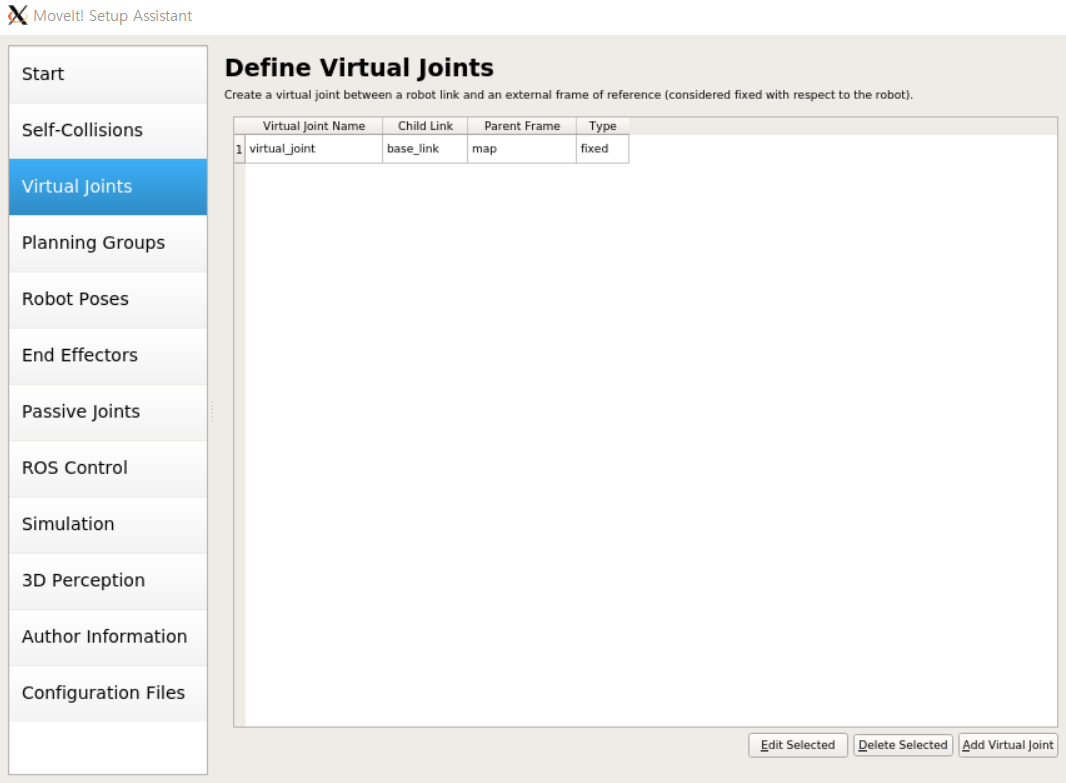 MoveIt! Setup Assistant
Start
Self-Collisions
Virtual Joints
Planning Groups
Robot Poses
End Effectors
Passive Joints
ROS Control
Simulation
3D Perception
Author Information
Configuration Files
Define Virtual Joints
Create a virtual joint between a robot link and an external frame of reference (considered fixed with respect to the robot).
Virtual Joint Name Child Link Parent Frame Type
1 virtual_joint base_link map fixed
Edit Selected Delete Selected Add Virtual Joint